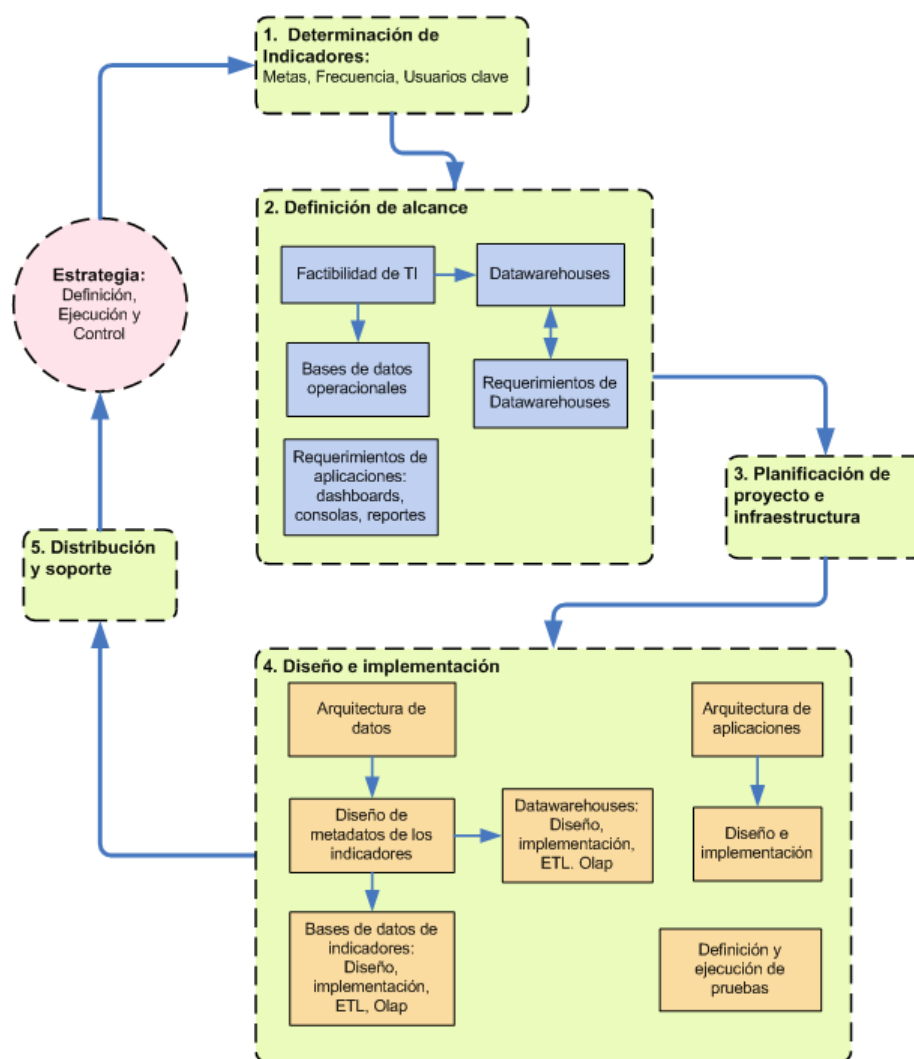 1.  Determinación de
Indicadores:
Metas, Frecuencia, Usuarios clave
2. Definición de alcance
Factibilidad de TI
Datawarehouses
Estrategia:
Definición,
Ejecución y
Control
Bases de datos
operacionales
Requerimientos de
Datawarehouses
Requerimientos de
aplicaciones:
dashboards,
consolas, reportes
3. Planificación de
proyecto e
infraestructura
5. Distribución
y soporte
4. Diseño e implementación
Arquitectura de
datos
Arquitectura de
aplicaciones
Diseño de
metadatos de los
indicadores
Datawarehouses:
Diseño,
implementación,
ETL. Olap
Diseño e
implementación
Bases de datos de
indicadores:
Diseño,
implementación,
ETL, Olap
Definición y
ejecución de
pruebas